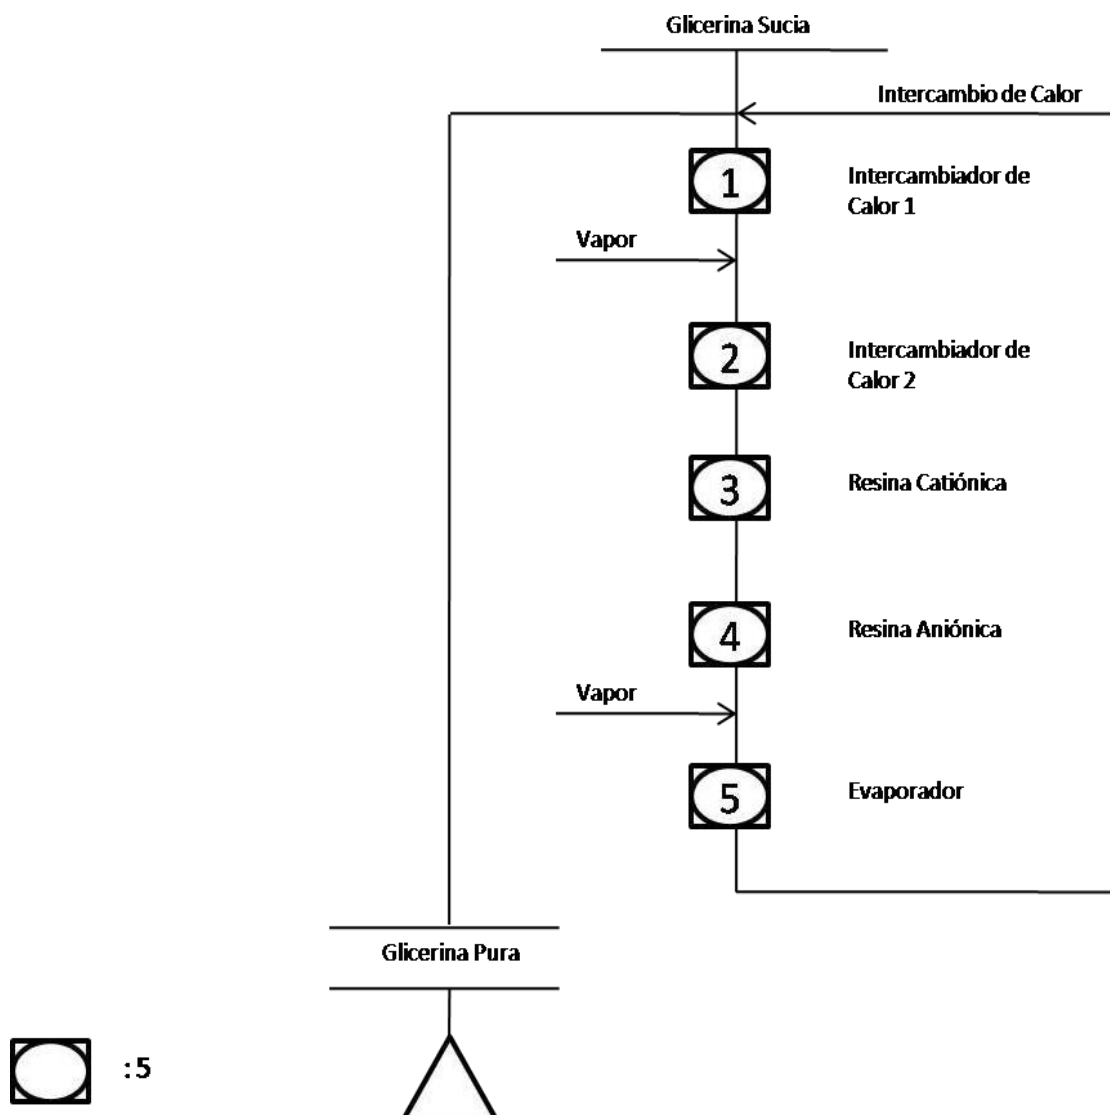 Glicerina Sucia
Intercambio de Calor
1
Intercambiador de
Calor 1
Vapor
2
Intercambiador de
Calor 2
3
Resina Catiónica
4
Resina Aniónica
Vapor
5
Evaporador
Glicerina Pura
:5